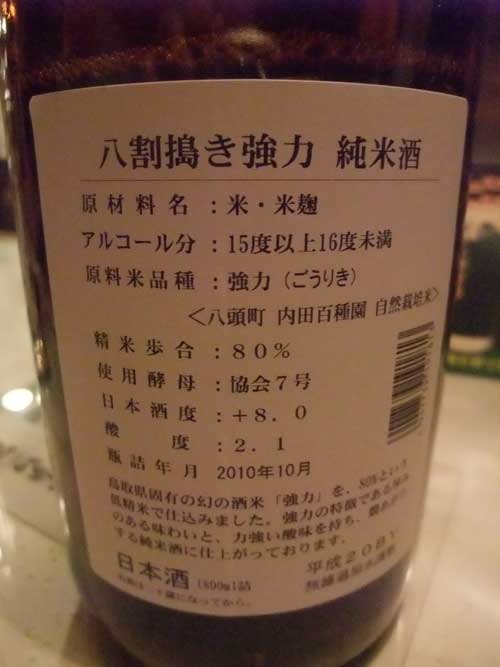 八割搗き強力 純米酒
原材料名：米・米麹
アルコール分：15度以上16度未満
原料米品種：強力（ごうりき）
＜八頭町 内田百種園 自然栽培米＞
精米歩合：80％
使用酵母：協会7号
日本酒度：＋8．0
酸度：2．1
瓶詰年月 2010年10月
鳥取県固有の幻の酒米「強力」を、80％という
低精米で仕込みました。強力の特徴である
のある味わいと、力強い酸味を持ち、
する純米酒に仕上がっております。
平成20BY
日本酒 1800ml詰